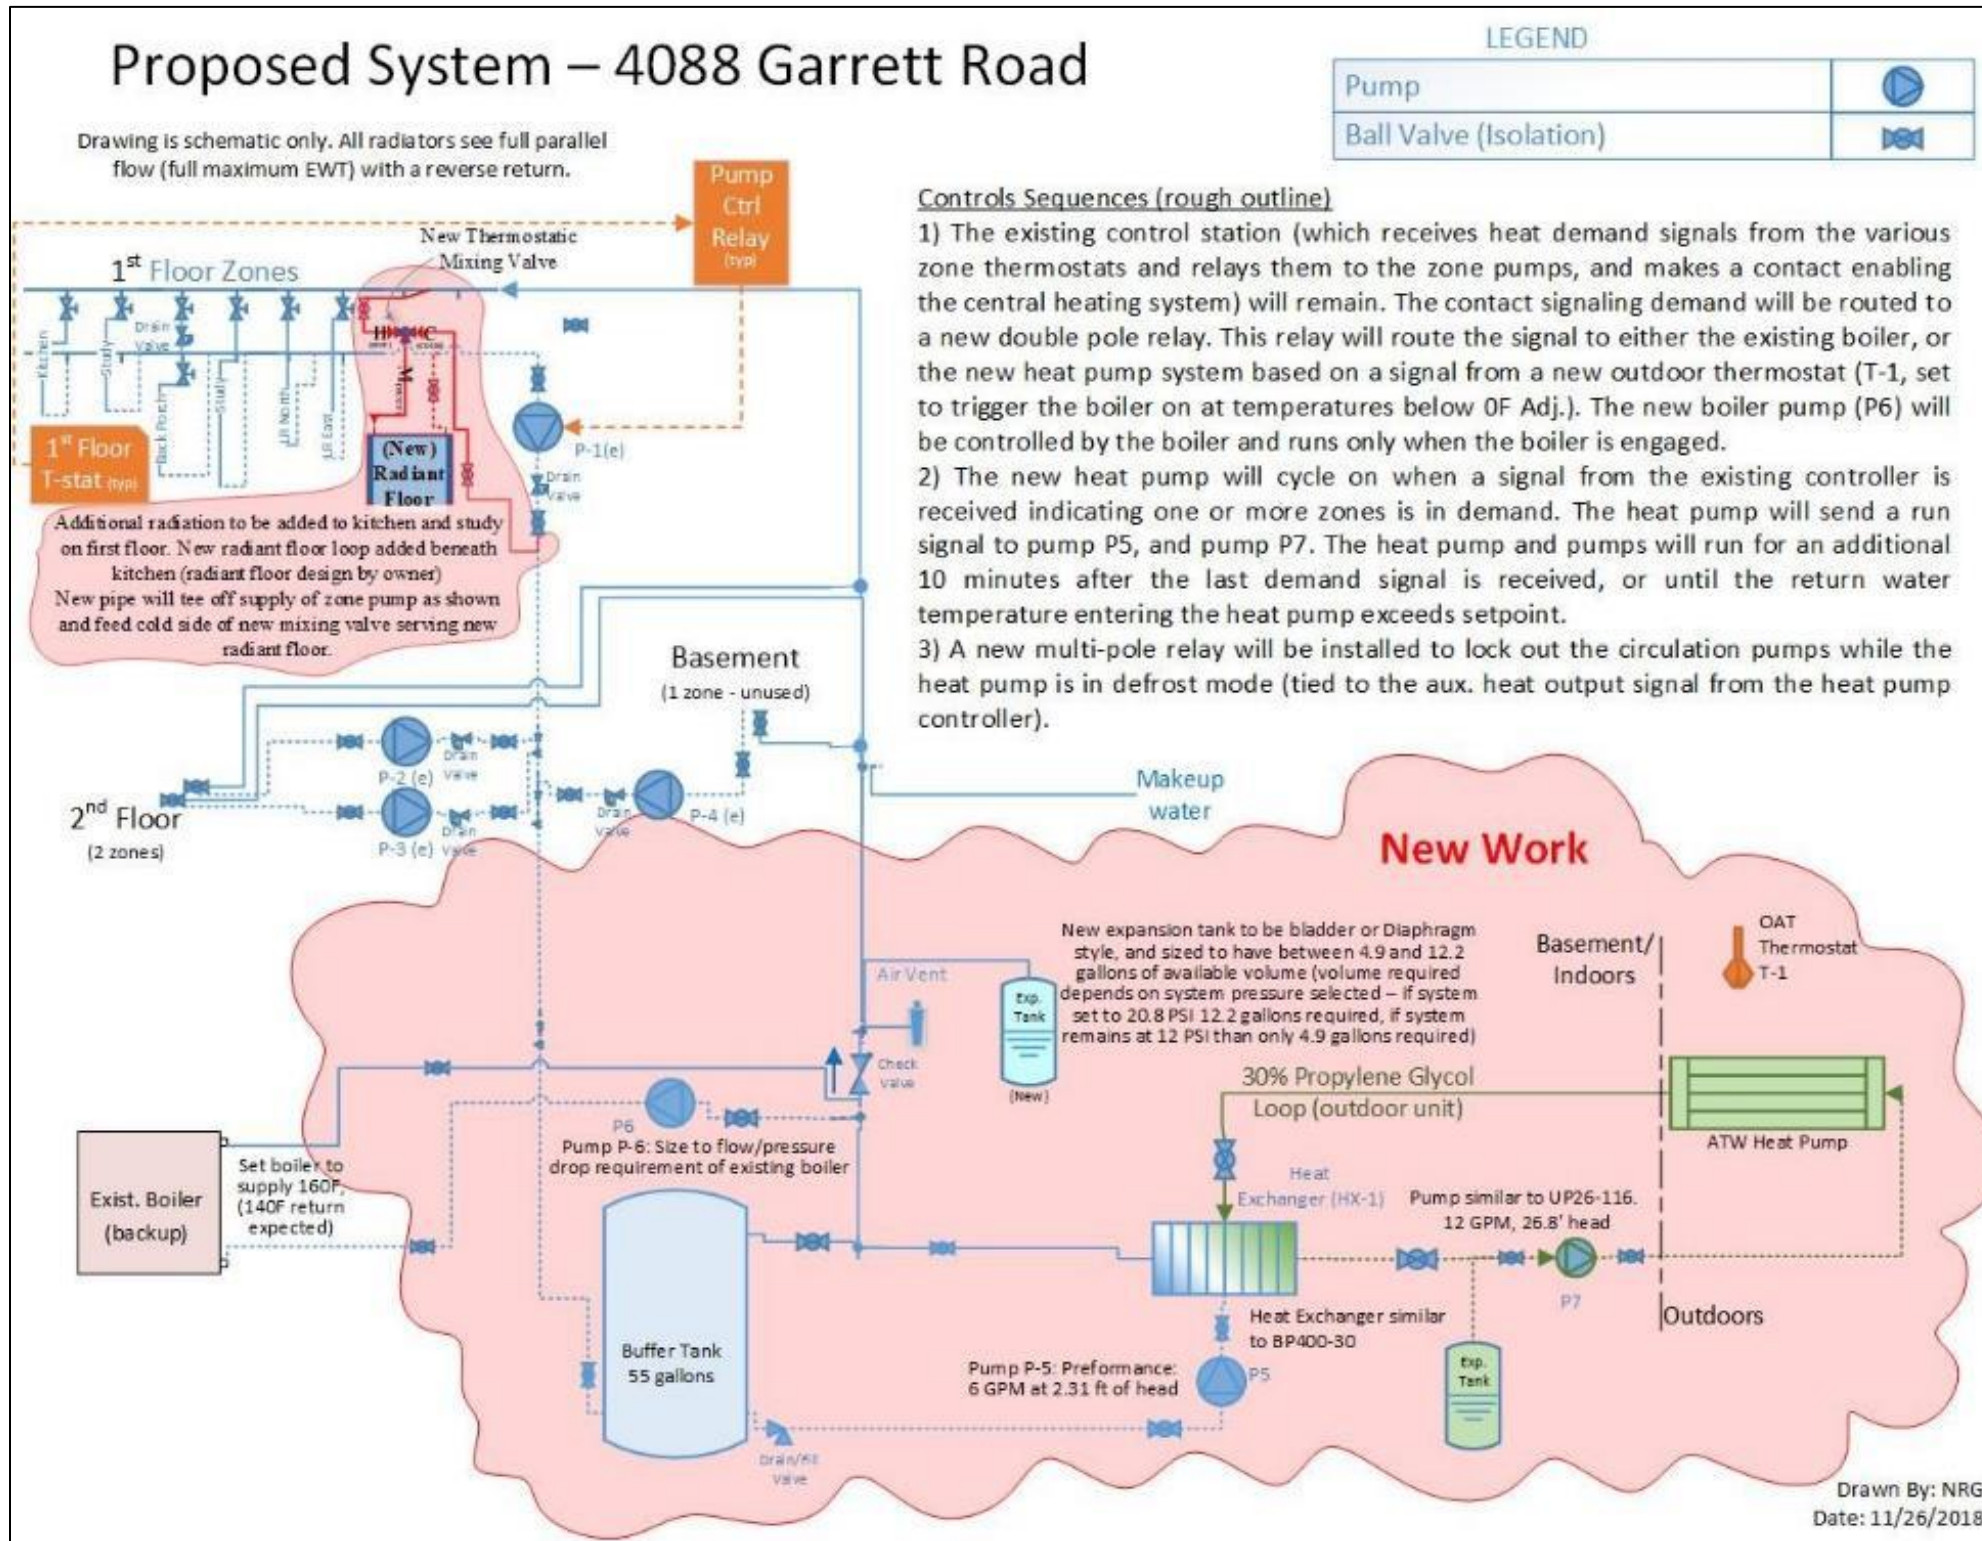 Proposed System – 4088 Garrett Road
LEGEND
Pump
Ball Valve (Isolation)
Drawing is schematic only. All radiators see full parallel
flow (full maximum EWT) with a reverse return.
Pump
Ctrl
Relay
(typ)
New Thermostatic
Mixing Valve
1st Floor Zones
Kitchen
Study
Drain
Valve
Back Porch
Study
LR North
LR East
H
C
M
1st Floor
T-stat (typ)
(New)
Radiant
Floor
P-1(e)
Drain
Valve
Additional radiation to be added to kitchen and study
on first floor. New radiant floor loop added beneath
kitchen (radiant floor design by owner)
New pipe will tee off supply of zone pump as shown
and feed cold side of new mixing valve serving new
radiant floor.
Controls Sequences (rough outline)
1) The existing control station (which receives heat demand signals from the various
zone thermostats and relays them to the zone pumps, and makes a contact enabling
the central heating system) will remain. The contact signaling demand will be routed to
a new double pole relay. This relay will route the signal to either the existing boiler, or
the new heat pump system based on a signal from a new outdoor thermostat (T-1, set
to trigger the boiler on at temperatures below 0F Adj.). The new boiler pump (P6) will
be controlled by the boiler and runs only when the boiler is engaged.
2) The new heat pump will cycle on when a signal from the existing controller is
received indicating one or more zones is in demand. The heat pump will send a run
signal to pump P5, and pump P7. The heat pump and pumps will run for an additional
10 minutes after the last demand signal is received, or until the return water
temperature entering the heat pump exceeds setpoint.
3) A new multi-pole relay will be installed to lock out the circulation pumps while the
heat pump is in defrost mode (tied to the aux. heat output signal from the heat pump
controller).
Basement
(1 zone - unused)
P-2 (e)
Drain
Valve
P-3 (e)
Drain
Valve
Drain
Valve
P-4 (e)
2nd Floor
(2 zones)
Makeup
water
New Work
New expansion tank to be bladder or Diaphragm
style, and sized to have between 4.9 and 12.2
gallons of available volume (volume required
depends on system pressure selected – if system
set to 20.8 PSI 12.2 gallons required, if system
remains at 12 PSI than only 4.9 gallons required)
Basement/
Indoors
OAT
Thermostat
T-1
Air Vent
Exp.
Tank
(New)
Check
Valve
30% Propylene Glycol
Loop (outdoor unit)
ATW Heat Pump
P6
Pump P-6: Size to flow/pressure
drop requirement of existing boiler
Exist. Boiler
(backup)
Set boiler to
supply 160F,
(140F return
expected)
Heat
Exchanger (HX-1)
Pump similar to UP26-116.
12 GPM, 26.8' head
P7
Outdoors
Heat Exchanger similar
to BP400-30
Buffer Tank
55 gallons
Pump P-5: Preformance:
6 GPM at 2.31 ft of head
P5
Exp.
Tank
Drain/fill
Valve
Drawn By: NRG
Date: 11/26/2018